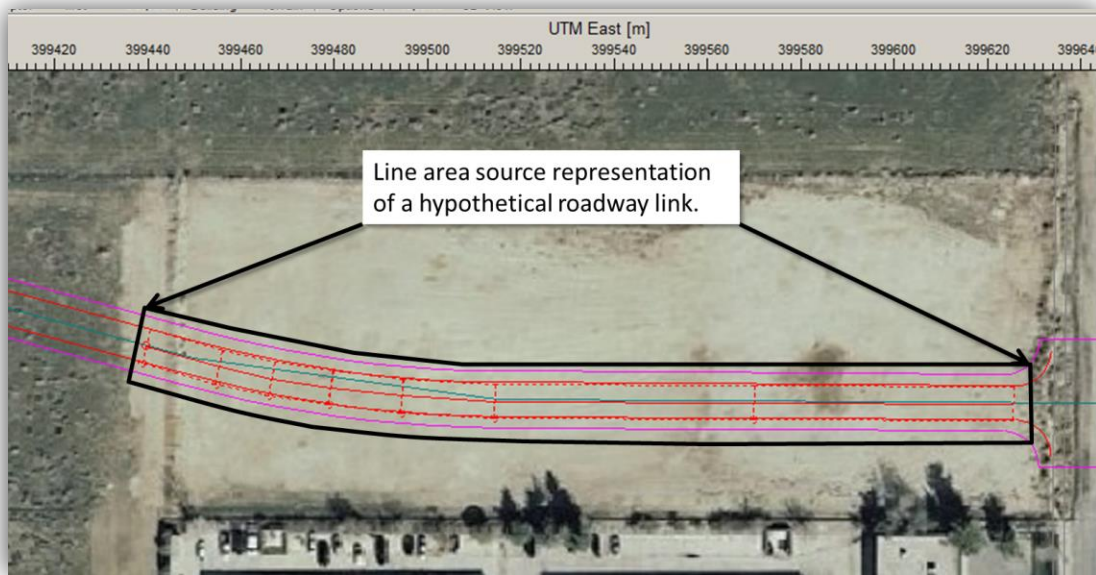 UTM East [m]
399420 399440 399460 399480 399500 399520 399540 399560 399580 399600 399620 39964
Line area source representation
of a hypothetical roadway link.